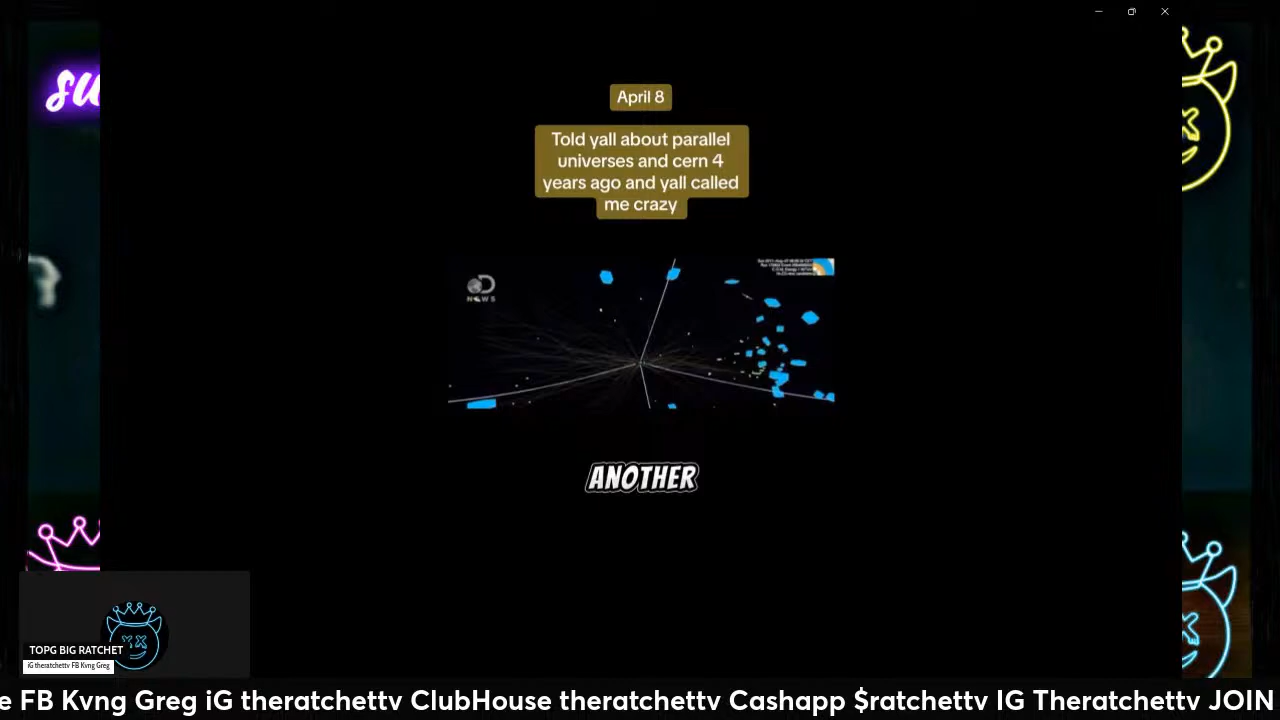 su
April 8
Told yall about parallel
universes and cern 4
years ago and yall called
me crazy
D
NEWS
ANOTHER
TOPG BIG RATCHET
iG theratchettv FB Kvng Greg
e FB Kvng Greg iG theratchettv ClubHouse theratchettv Cashapp $ratchettv IG Theratchettv JOIN